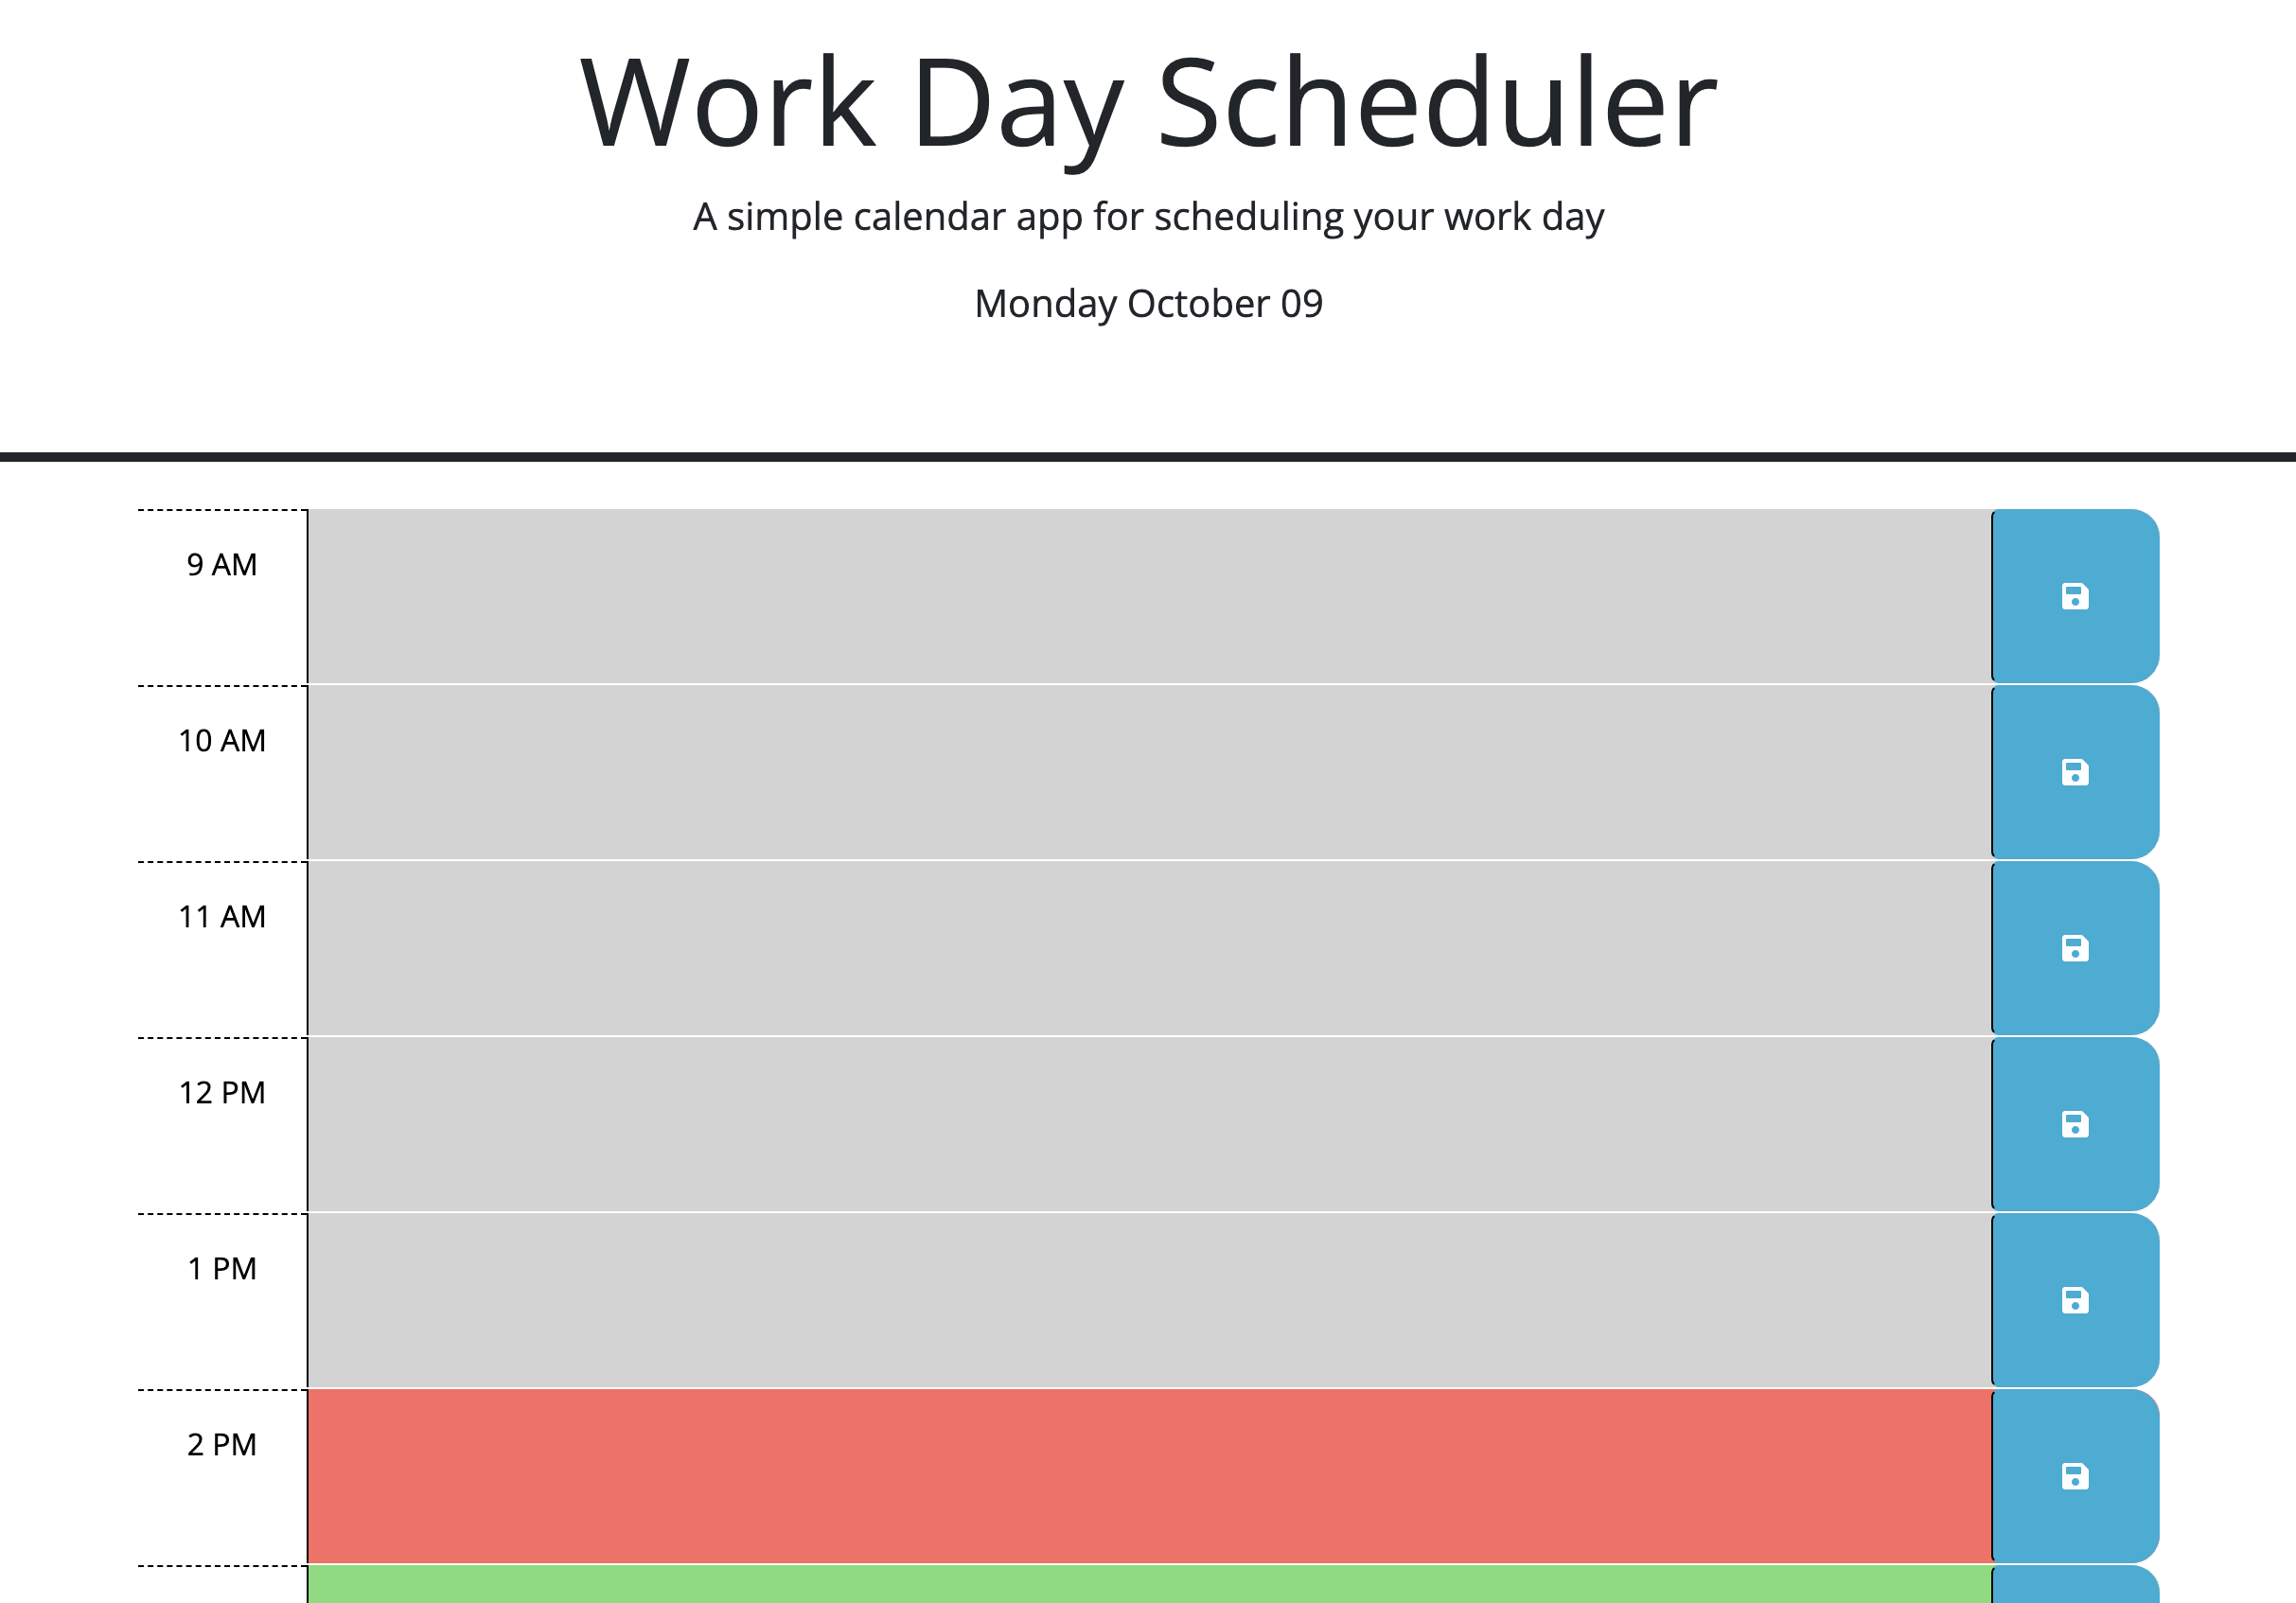 Work Day Scheduler
A simple calendar app for scheduling your work day
Monday October 09
9 AM
10 AM
11 AM
12 PM
1 PM
2 PM